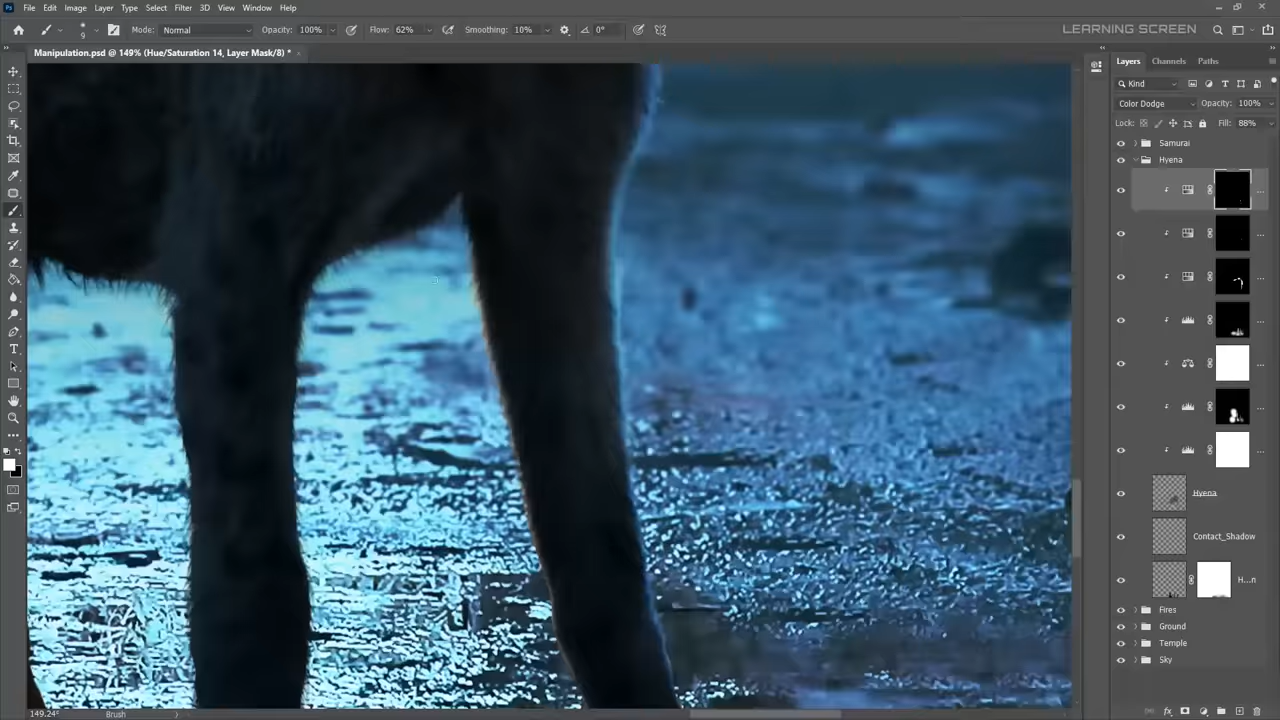 Ps File Edit Image Layer Type Select Filter 3D View Window Help
9 Mode: Normal Opacity: 100% Flow: 62% Smoothing: 10% 0° LEARNING SCREEN
Manipulation.psd @ 149% (Hue/Saturation 14, Layer Mask/8) * ×
Layers Channels Paths
Kind
Color Dodge Opacity: 100%
Lock: Fill: 88%
Samurai
Hyena
Hyena
Contact_Shadow
H...n
Fires
Ground
Temple
Sky
149.24% Brush